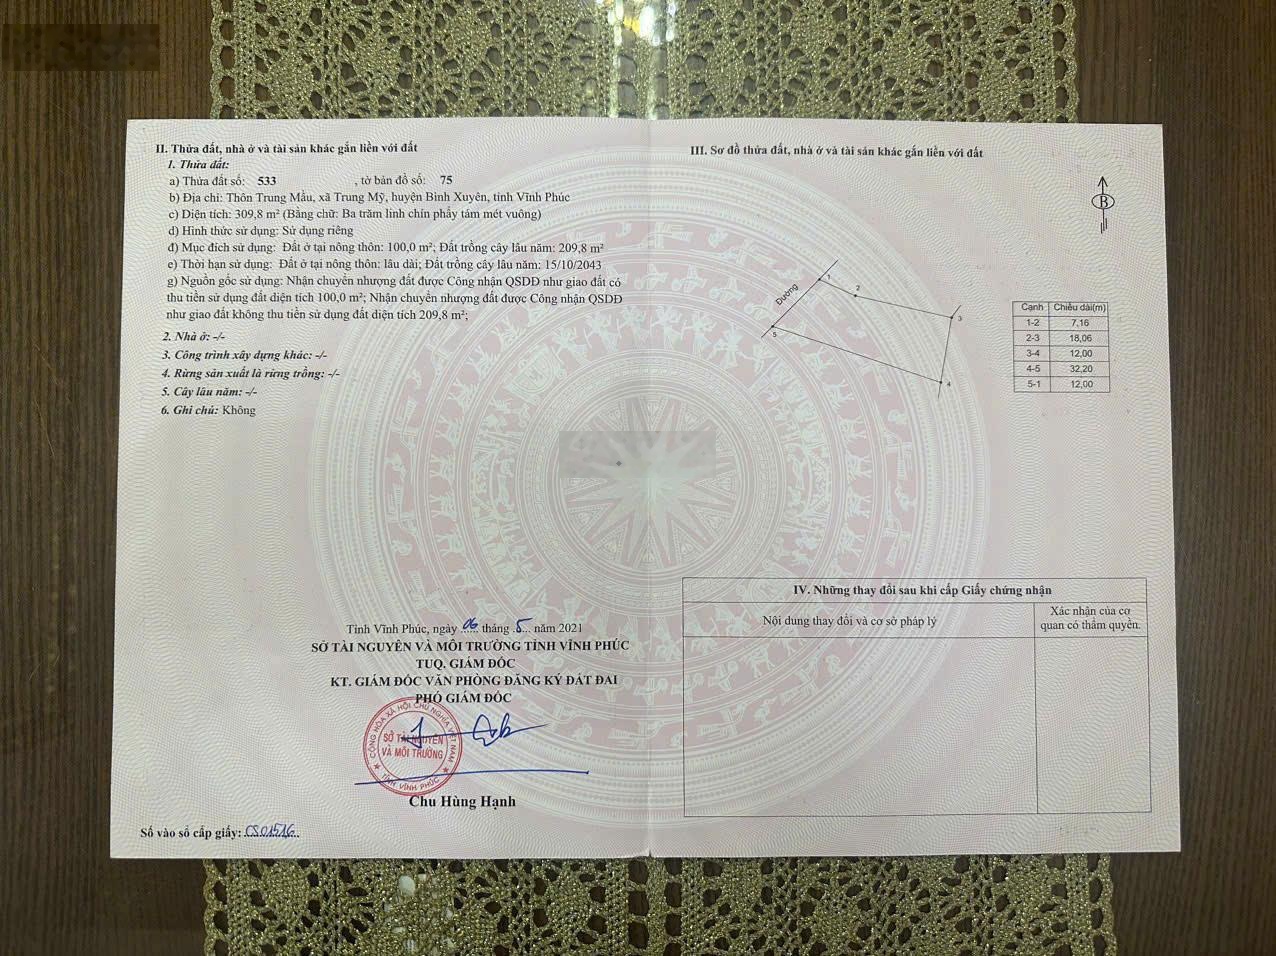 II. Thửa đất, nhà ở và tài sản khác gắn liền với đất
1. Thửa đất:
a) Thửa đất số: 533 , tờ bản đồ số: 75
b) Địa chỉ: Thôn Trung Mầu, xã Trung Mỹ, huyện Bình Xuyên, tỉnh Vĩnh Phúc
c) Diện tích: 309,8 m² (Bằng chữ: Ba trăm linh chín phẩy tám mét vuông)
d) Hình thức sử dụng: Sử dụng riêng
đ) Mục đích sử dụng: Đất ở tại nông thôn: 100,0 m²; Đất trồng cây lâu năm: 209,8 m²
e) Thời hạn sử dụng: Đất ở tại nông thôn: lâu dài; Đất trồng cây lâu năm: 15/10/2043
g) Nguồn gốc sử dụng: Nhận chuyển nhượng đất được Công nhận QSDĐ như giao đất có
thu tiền sử dụng đất diện tích 100,0 m²; Nhận chuyển nhượng đất được Công nhận QSDĐ
như giao đất không thu tiền sử dụng đất diện tích 209,8 m²;
2. Nhà ở: -/-
3. Công trình xây dựng khác: -/-
4. Rừng sản xuất là rừng trồng: -/-
5. Cây lâu năm: -/-
6. Ghi chú: Không
Tỉnh Vĩnh Phúc, ngày 06 tháng 5 năm 2021
SỞ TÀI NGUYÊN VÀ MÔI TRƯỜNG TỈNH VĨNH PHÚC
TUQ. GIÁM ĐỐC
KT. GIÁM ĐỐC VĂN PHÒNG ĐĂNG KÝ ĐẤT ĐAI
PHÓ GIÁM ĐỐC
CỘNG HÒA XÃ HỘI CHỦ NGHĨA VIỆT NAM
SỞ TÀI NGUYÊN
VÀ MÔI TRƯỜNG
TỈNH VĨNH PHÚC
Chu Hùng Hạnh
Số vào sổ cấp giấy: CS01516
III. Sơ đồ thửa đất, nhà ở và tài sản khác gắn liền với đất
B
Đường
1
2
3
4
5
Cạnh Chiều dài(m)
1-2 7,16
2-3 18,06
3-4 12,00
4-5 32,20
5-1 12,00
IV. Những thay đổi sau khi cấp Giấy chứng nhận
Nội dung thay đổi và cơ sở pháp lý
Xác nhận của cơ
quan có thẩm quyền.